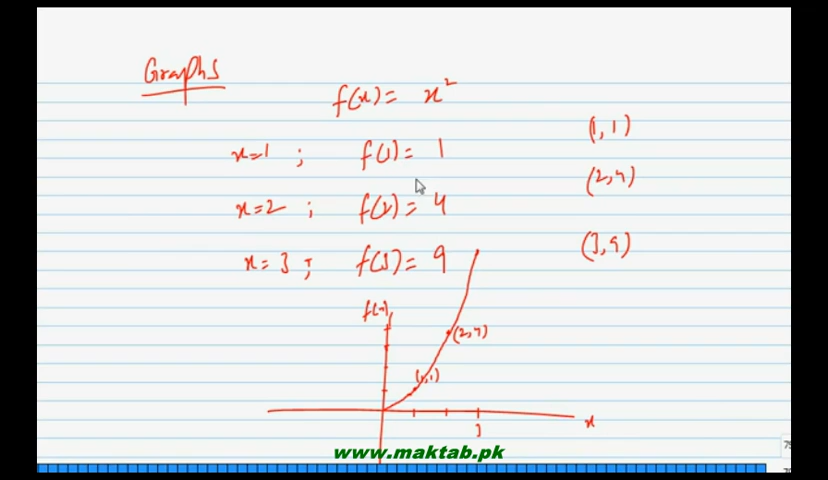 Graphs
f(x) = x²
x=1 ; f(1) = 1 (1, 1)
x=2 ; f(2) = 4 (2, 4)
x=3 ; f(3) = 9 (3, 9)
f(x)
(2, 4)
(1, 1)
3
x
www.maktab.pk